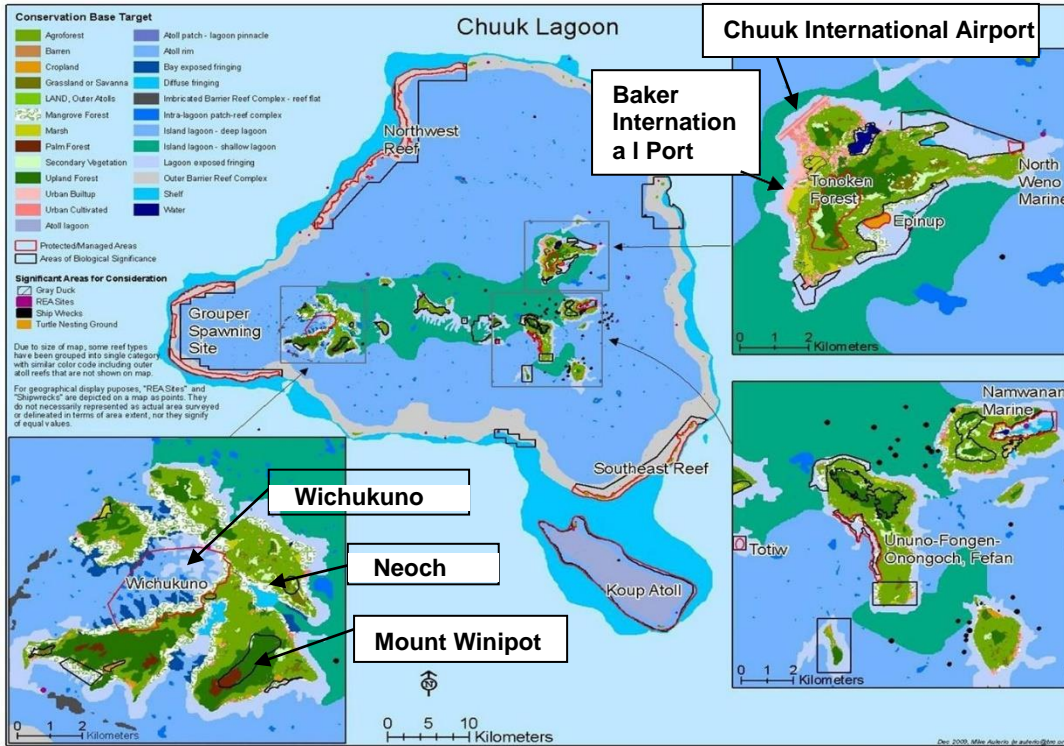 Conservation Base Target
Agroforest
Barren
Cropland
Grassland or Savanna
LAND, Outer Atolls
Mangrove Forest
Marsh
Palm Forest
Secondary Vegetation
Upland Forest
Urban Builtup
Urban Cultivated
Atoll lagoon
Atoll patch - lagoon pinnacle
Atoll rim
Bay exposed fringing
Diffuse fringing
Imbricated Barrier Reef Complex - reef flat
Intra-lagoon patch-reef complex
Island lagoon - deep lagoon
Island lagoon - shallow lagoon
Lagoon exposed fringing
Outer Barrier Reef Complex
Shelf
Water
Protected/Managed Areas
Areas of Biological Significance
Significant Areas for Consideration
Gray Duck
REA Sites
Ship Wrecks
Turtle Nesting Ground
Due to size of map, some reef types
have been grouped into single category
with similar color code including outer
atoll reefs that are not shown on map.
For geographical display puposes, "REA Sites" and
"Shipwrecks" are depicted on a map as points. They
do not necessarily represented as actual area surveyed
or delineated in terms of area extent, nor they signify
of equal values.
Chuuk Lagoon
Northwest
Reef
Grouper
Spawning
Site
Southeast Reef
Koup Atoll
N
0 5 10
Kilometers
Chuuk International Airport
Baker
Internation
a l Port
Tonoken
Forest
Epinup
North
Weno
Marine
0 2 4
Kilometers
Namwanan
Marine
Totiw
Ununo-Fongen-
Onongoch, Fefan
0 1 2 4
Kilometers
Wichukuno
Wichukuno
Neoch
Mount Winipot
0 1 2 4
Kilometers
Dec 2009, Mike